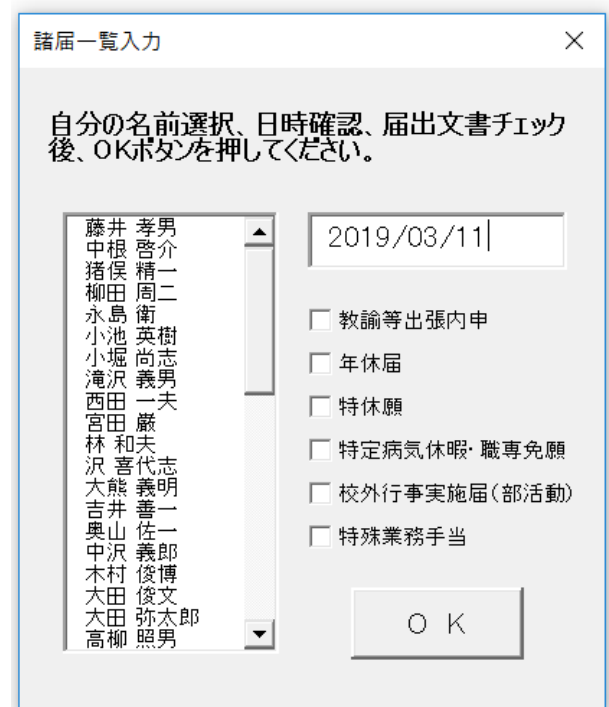 諸届一覧入力
自分の名前選択、日時確認、届出文書チェック
後、OKボタンを押してください。
藤井 孝男
中根 啓介
猪俣 精一
柳田 周二
永島 衛
小池 英樹
小堀 尚志
滝沢 義男
西田 一夫
宮田 厳
林 和夫
沢 喜代志
大熊 義明
吉井 善一
奥山 佐一
中沢 義郎
木村 俊博
大田 俊文
大田 弥太郎
高柳 照男
2019/03/11
教諭等出張内申
年休届
特休願
特定病気休暇・職専免願
校外行事実施届(部活動)
特殊業務手当
O K